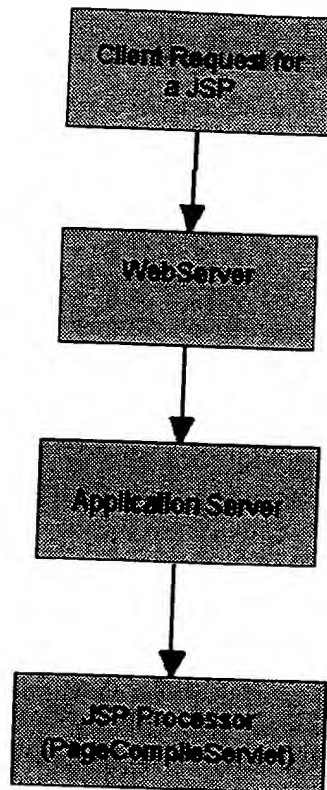 Client Request for
a JSP
WebServer
Application Server
JSP Processor
(PageCompileServlet)